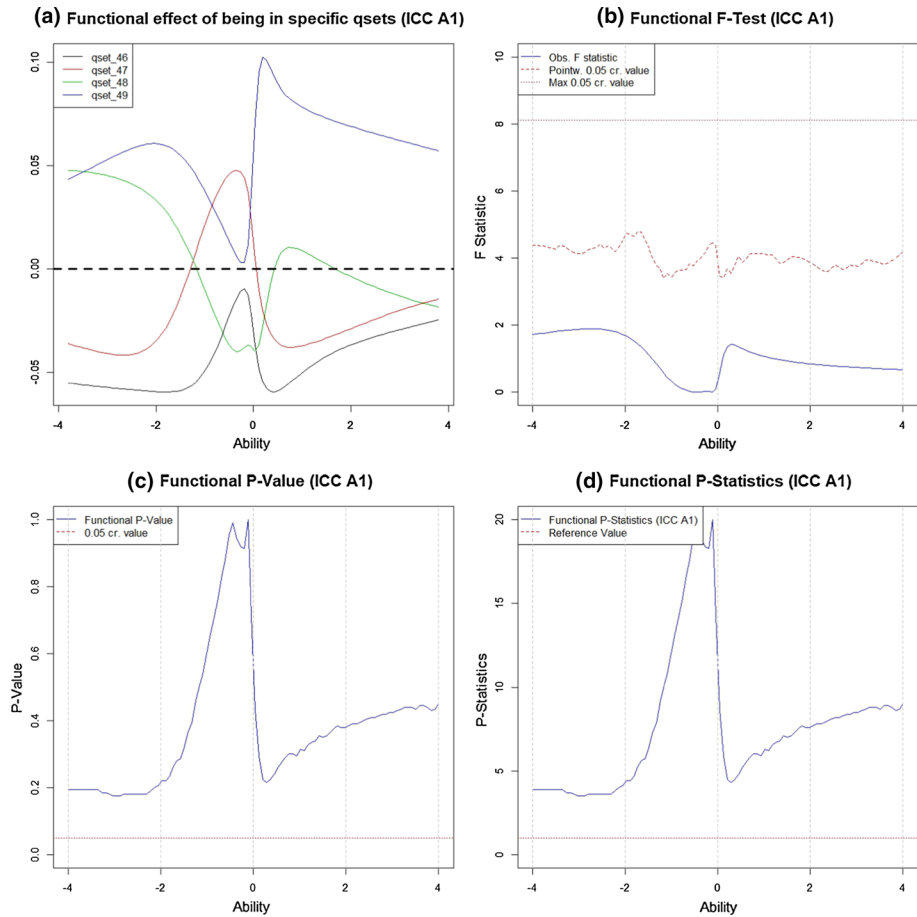 (a) Functional effect of being in specific qsets (ICC A1)
qset_46
qset_47
qset_48
qset_49
0.10
0.05
0.00
-0.05
-4 -2 0 2 4
Ability
(b) Functional F-Test (ICC A1)
Obs. F statistic
Pointw. 0.05 cr. value
Max 0.05 cr. value
F Statistic
10
8
6
4
2
0
-4 -2 0 2 4
Ability
(c) Functional P-Value (ICC A1)
Functional P-Value
0.05 cr. value
P-Value
1.0
0.8
0.6
0.4
0.2
0.0
-4 -2 0 2 4
Ability
(d) Functional P-Statistics (ICC A1)
Functional P-Statistics (ICC A1)
Reference Value
P-Statistics
20
15
10
5
0
-4 -2 0 2 4
Ability